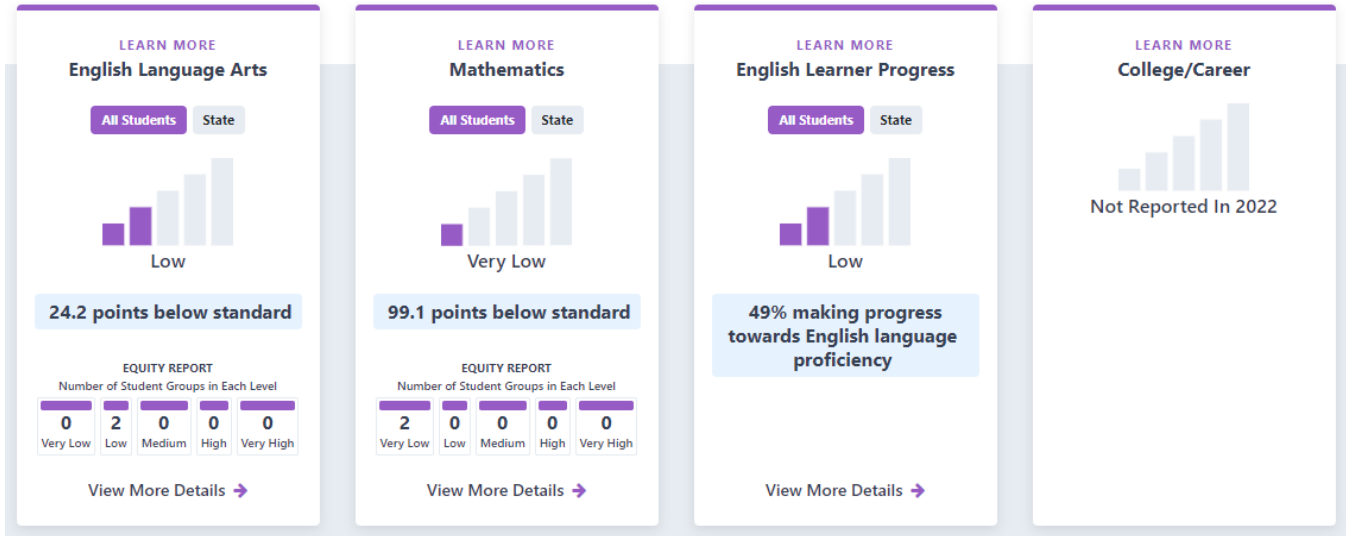 LEARN MORE
English Language Arts
All Students State
Low
24.2 points below standard
EQUITY REPORT
Number of Student Groups in Each Level
0 2 0 0 0
Very Low Low Medium High Very High
View More Details
LEARN MORE
Mathematics
All Students State
Very Low
99.1 points below standard
EQUITY REPORT
Number of Student Groups in Each Level
2 0 0 0 0
Very Low Low Medium High Very High
View More Details
LEARN MORE
English Learner Progress
All Students State
Low
49% making progress
towards English language
proficiency
View More Details
LEARN MORE
College/Career
Not Reported In 2022